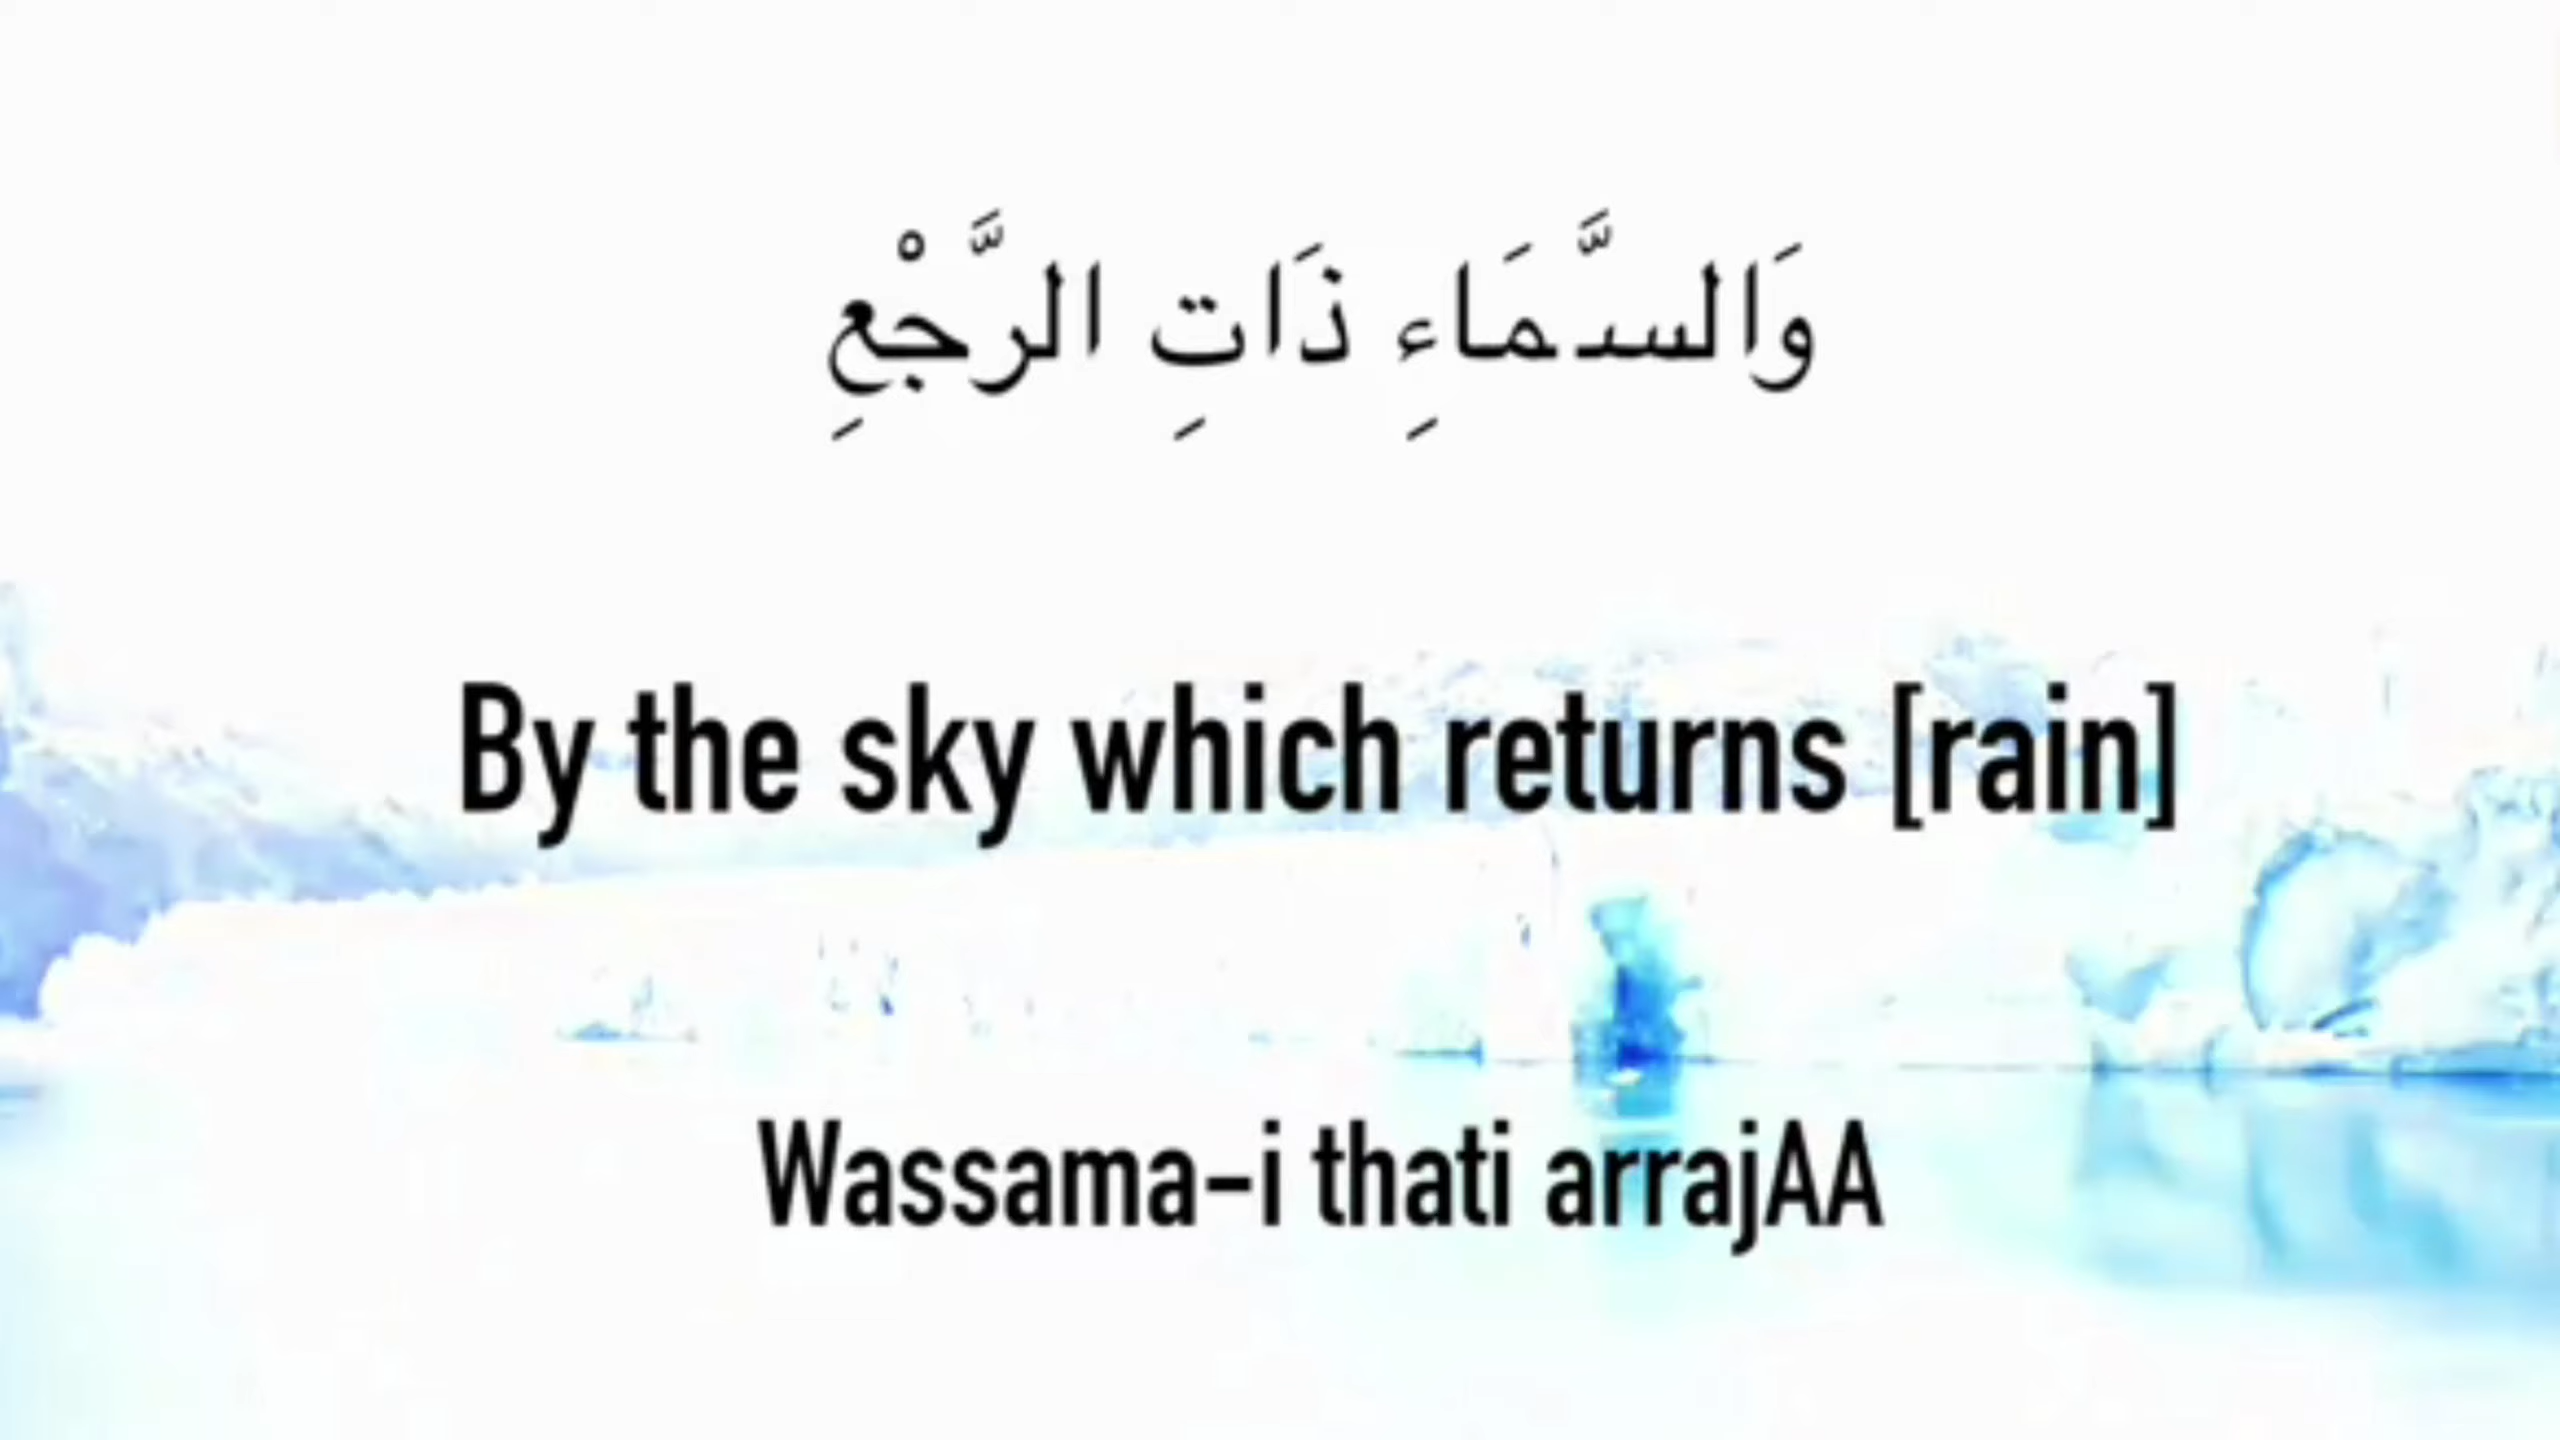 وَالسَّمَاءِ ذَاتِ الرَّجْعِ
By the sky which returns [rain]
Wassama-i thati arrajAA